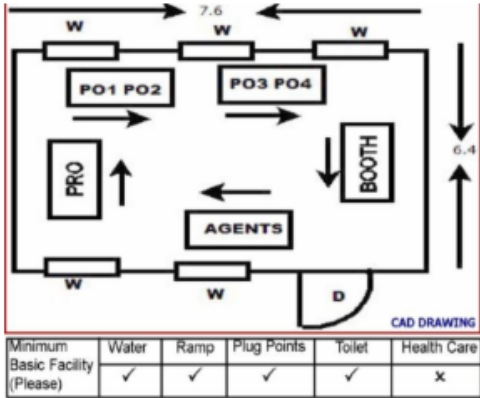 7.6
W W W
PO1 PO2 PO3 PO4
6.4
PRO BOOTH
AGENTS
W W D
CAD DRAWING
Minimum Basic Facility (Please) Water Ramp Plug Points Toilet Health Care
✓ ✓ ✓ ✓ x